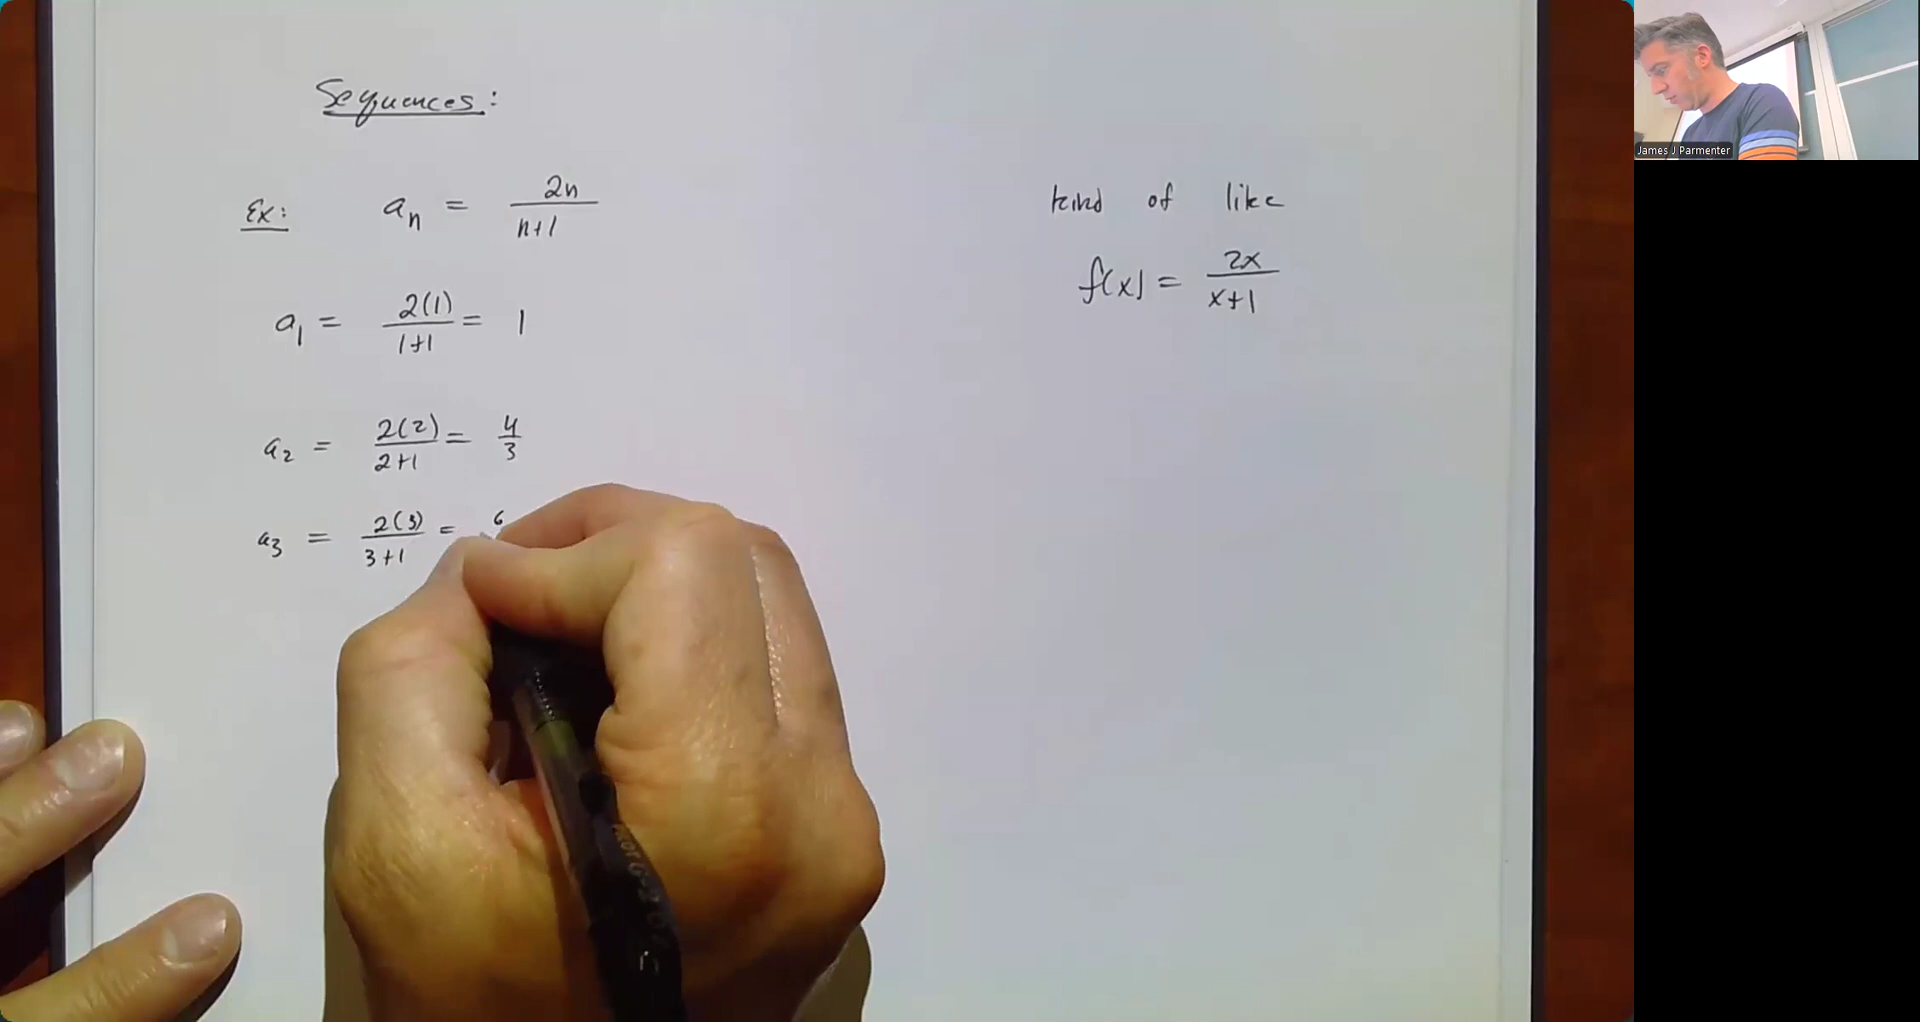 Sequences:
Ex: a_n = 2n/(n+1)
a_1 = 2(1)/(1+1) = 1
a_2 = 2(2)/(2+1) = 4/3
a_3 = 2(3)/(3+1) = 6
kind of like
f(x) = 2x/(x+1)
James J Parmenter